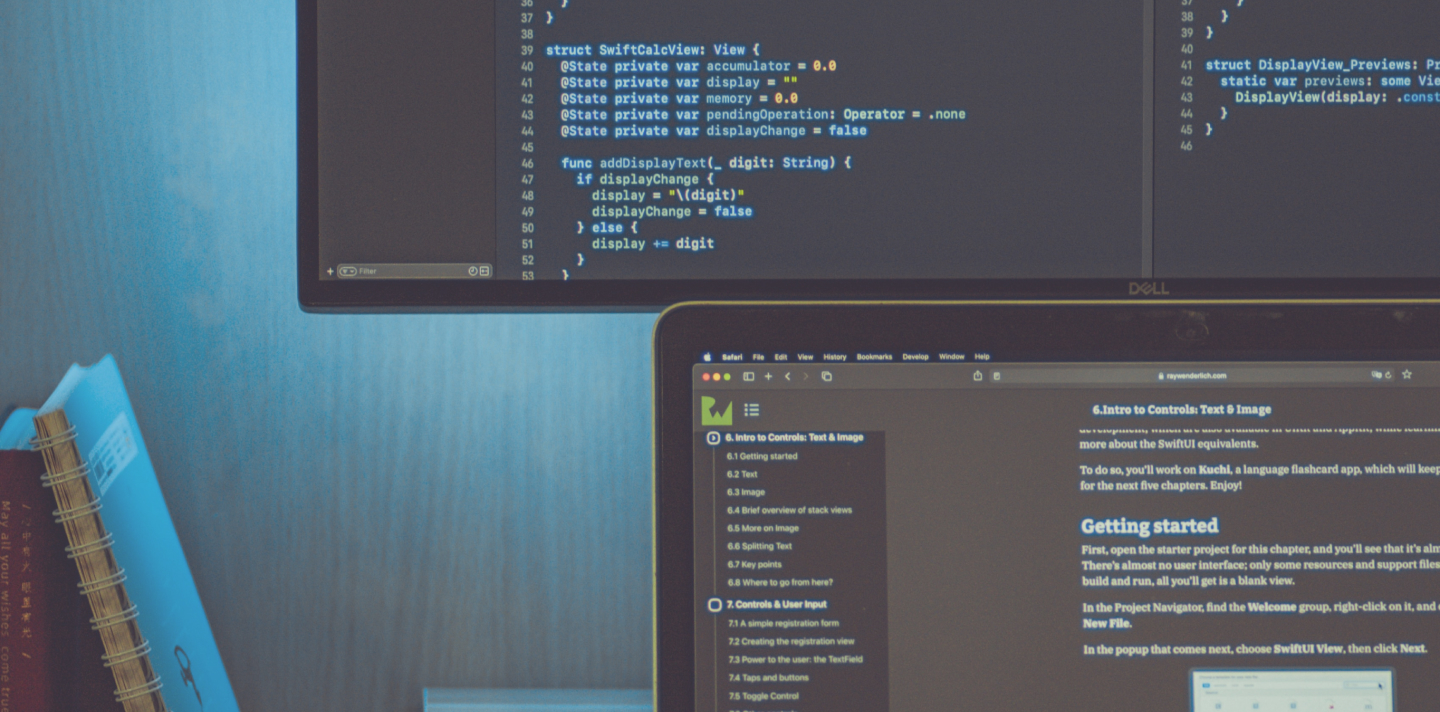 36 }
37 }
38
39 struct SwiftCalcView: View {
40 @State private var accumulator = 0.0
41 @State private var display = ""
42 @State private var memory = 0.0
43 @State private var pendingOperation: Operator = .none
44 @State private var displayChange = false
45
46 func addDisplayText(_ digit: String) {
47 if displayChange {
48 display = "\(digit)"
49 displayChange = false
50 } else {
51 display += digit
52 }
53 }
Filter
37 }
38 }
39 }
40
41 struct DisplayView_Previews: Pr
42 static var previews: some Vie
43 DisplayView(display: .const
44 }
45 }
46
DELL
Safari File Edit View History Bookmarks Develop Window Help
raywenderlich.com
6.Intro to Controls: Text & Image
6. Intro to Controls: Text & Image
6.1 Getting started
6.2 Text
6.3 Image
6.4 Brief overview of stack views
6.5 More on Image
6.6 Splitting Text
6.7 Key points
6.8 Where to go from here?
7. Controls & User Input
7.1 A simple registration form
7.2 Creating the registration view
7.3 Power to the user: the TextField
7.4 Taps and buttons
7.5 Toggle Control
more about the SwiftUI equivalents.
To do so, you'll work on Kuchi, a language flashcard app, which will keep
for the next five chapters. Enjoy!
Getting started
First, open the starter project for this chapter, and you'll see that it's alm
There's almost no user interface; only some resources and support files
build and run, all you'll get is a blank view.
In the Project Navigator, find the Welcome group, right-click on it, and
New File.
In the popup that comes next, choose SwiftUI View, then click Next.
May all your wishes come true